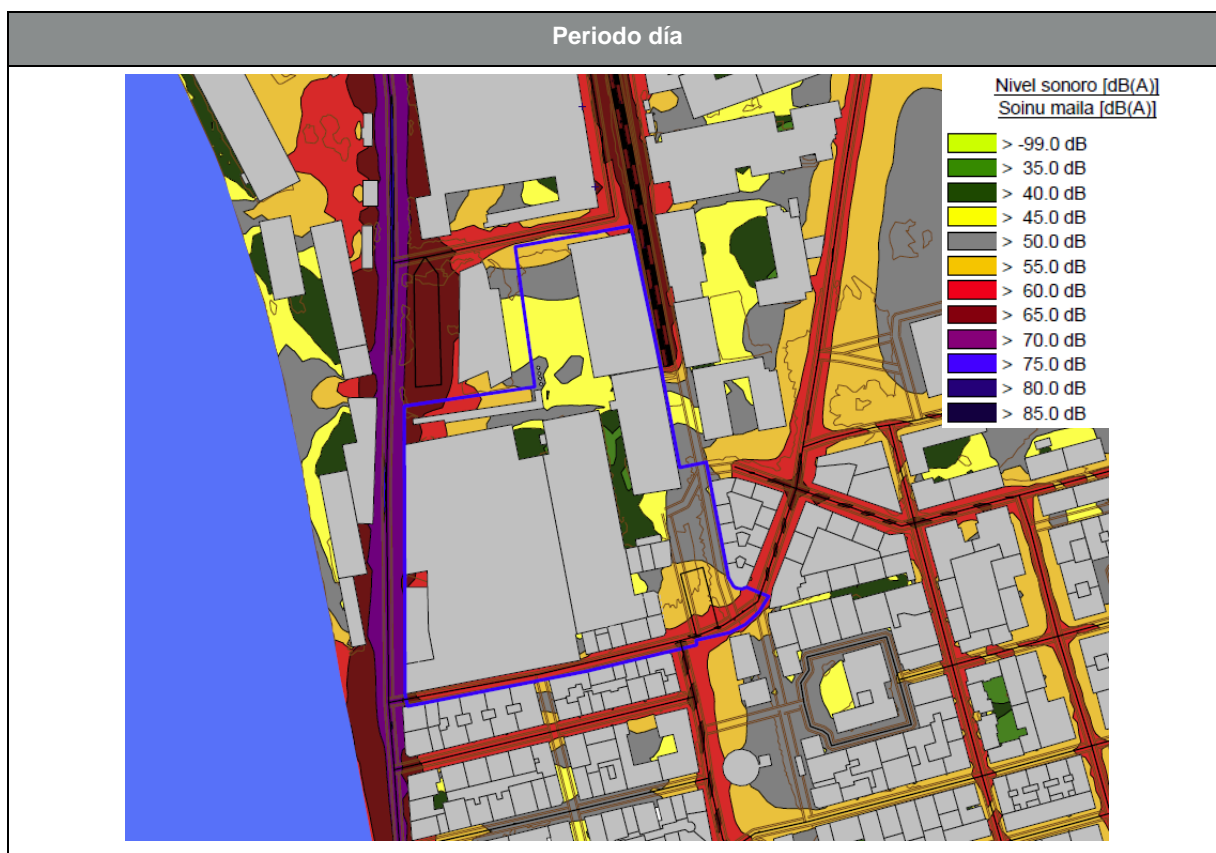 Periodo día
Nivel sonoro [dB(A)]
Soinu maila [dB(A)]
> -99.0 dB
> 35.0 dB
> 40.0 dB
> 45.0 dB
> 50.0 dB
> 55.0 dB
> 60.0 dB
> 65.0 dB
> 70.0 dB
> 75.0 dB
> 80.0 dB
> 85.0 dB